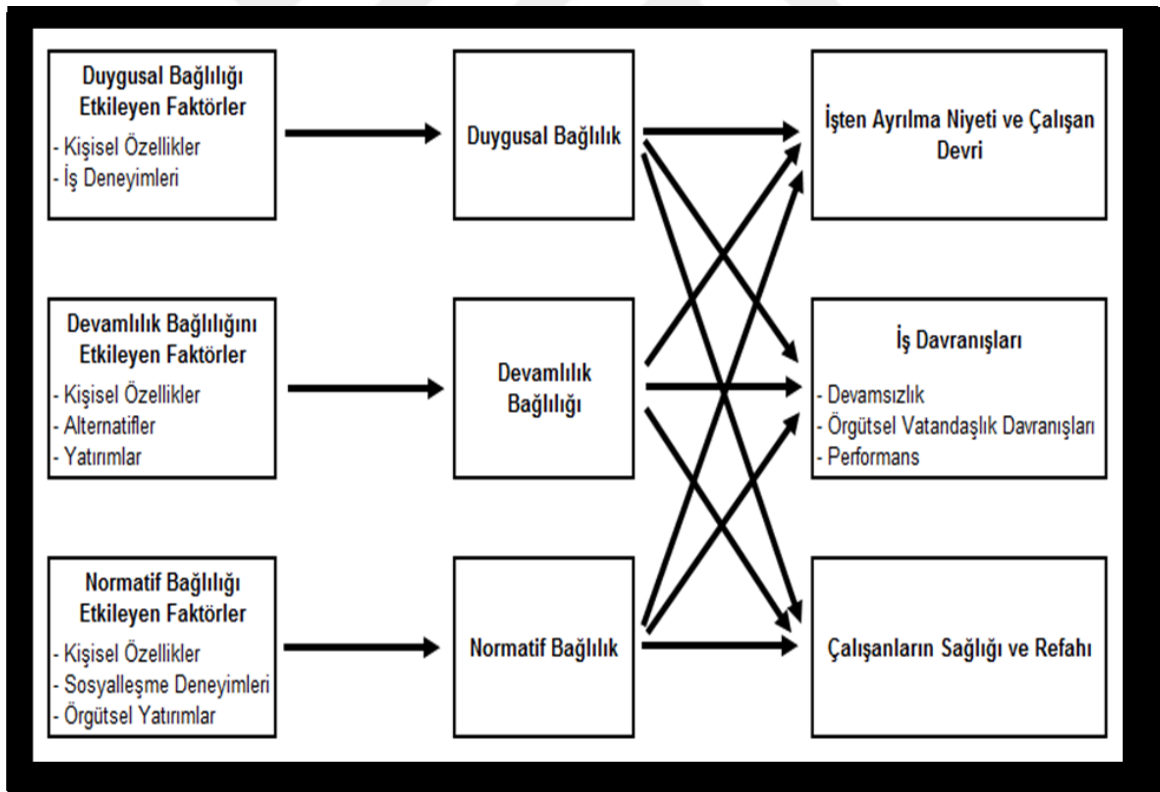 Duygusal Bağlılığı
Etkileyen Faktörler
- Kişisel Özellikler
- İş Deneyimleri
Duygusal Bağlılık
İşten Ayrılma Niyeti ve Çalışan
Devri
Devamlılık Bağlılığını
Etkileyen Faktörler
- Kişisel Özellikler
- Alternatifler
- Yatırımlar
Devamlılık
Bağlılığı
İş Davranışları
- Devamsızlık
- Örgütsel Vatandaşlık Davranışları
- Performans
Normatif Bağlılığı
Etkileyen Faktörler
- Kişisel Özellikler
- Sosyalleşme Deneyimleri
- Örgütsel Yatırımlar
Normatif Bağlılık
Çalışanların Sağlığı ve Refahı